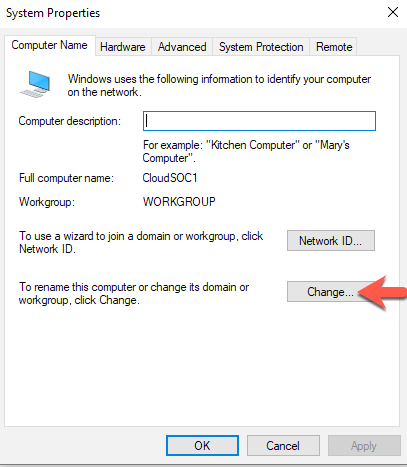 System Properties
Computer Name Hardware Advanced System Protection Remote
Windows uses the following information to identify your computer
on the network.
Computer description:
For example: "Kitchen Computer" or "Mary's
Computer".
Full computer name: CloudSOC1
Workgroup: WORKGROUP
To use a wizard to join a domain or workgroup, click
Network ID.
Network ID...
To rename this computer or change its domain or
workgroup, click Change.
Change...
OK Cancel Apply